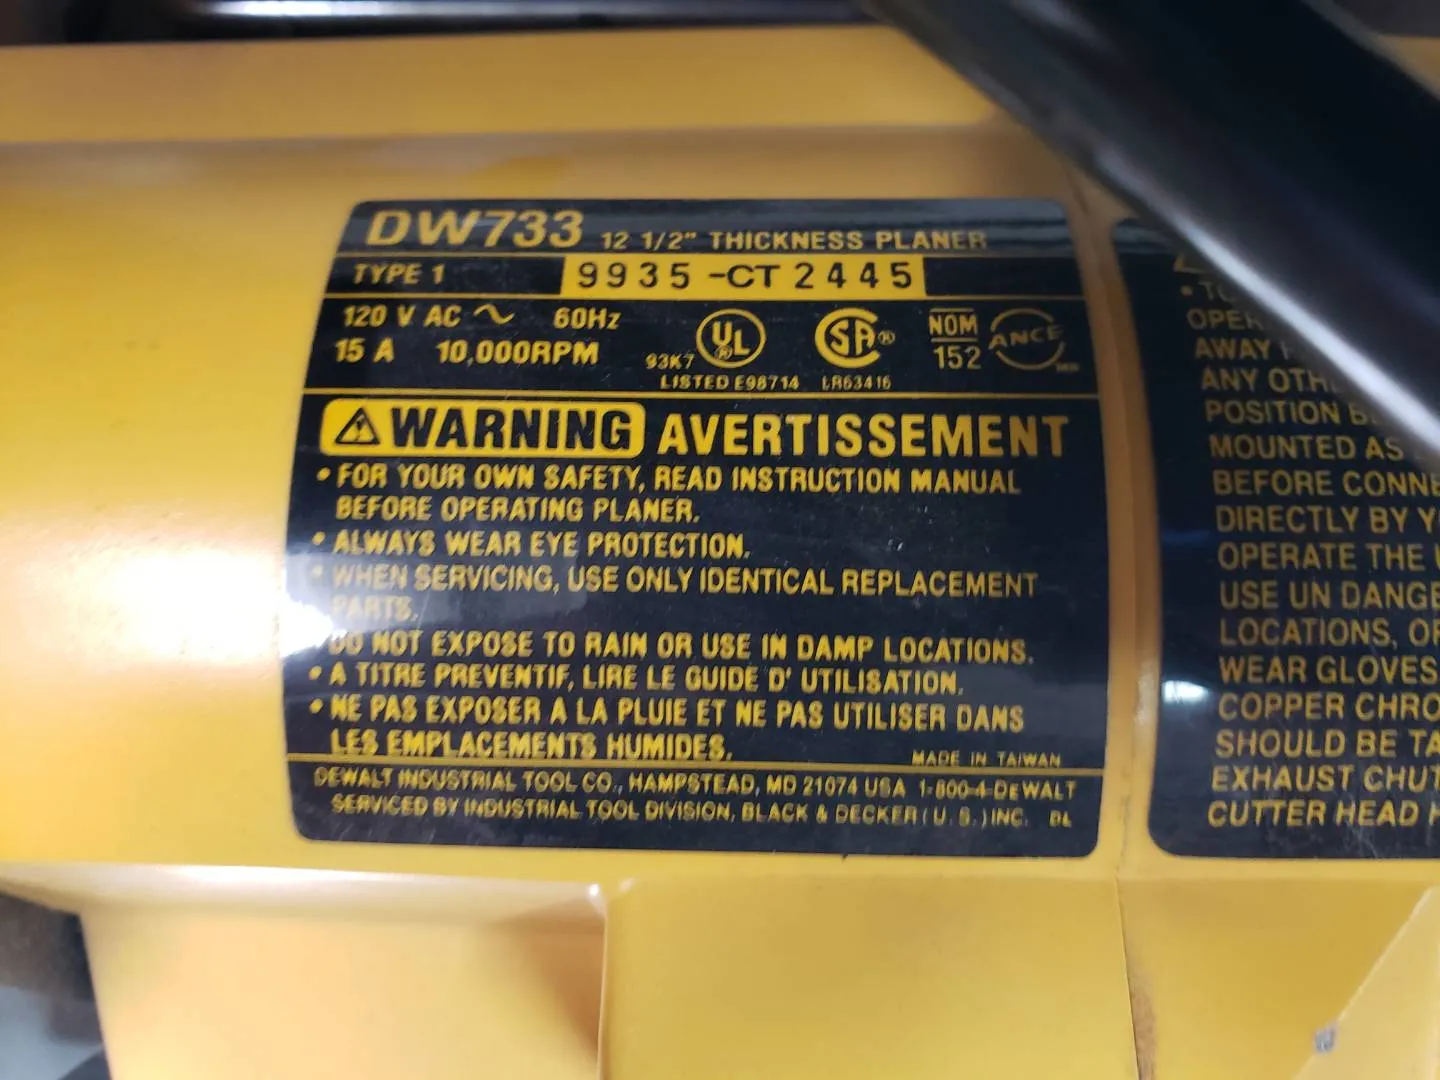 DW733 12 1/2" THICKNESS PLANER
TYPE 1 9935-CT2445
120 V AC ~ 60Hz
15 A 10,000RPM
93K7 UL ®
LISTED E98714
SA ®
LR63416
NOM
152
ANCE
WARNING AVERTISSEMENT
• FOR YOUR OWN SAFETY, READ INSTRUCTION MANUAL
BEFORE OPERATING PLANER.
• ALWAYS WEAR EYE PROTECTION.
• WHEN SERVICING, USE ONLY IDENTICAL REPLACEMENT
PARTS.
DO NOT EXPOSE TO RAIN OR USE IN DAMP LOCATIONS.
• A TITRE PREVENTIF, LIRE LE GUIDE D' UTILISATION.
• NE PAS EXPOSER A LA PLUIE ET NE PAS UTILISER DANS
LES EMPLACEMENTS HUMIDES.
MADE IN TAIWAN
DEWALT INDUSTRIAL TOOL CO., HAMPSTEAD, MD 21074 USA 1-800-4-DEWALT
SERVICED BY INDUSTRIAL TOOL DIVISION, BLACK & DECKER (U.S.) INC. DL
• TO
OPER
AWAY
ANY OTH
POSITION B
MOUNTED AS
BEFORE CONNE
DIRECTLY BY Y
OPERATE THE
USE UN DANGE
LOCATIONS, O
WEAR GLOVES
COPPER CHRO
SHOULD BE TA
EXHAUST CHUT
CUTTER HEAD